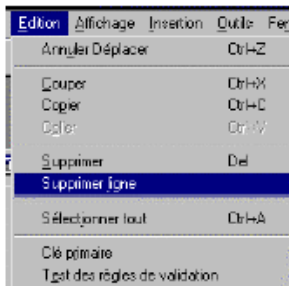 Edition Affichage Insertion Outils Fe
Annuler Déplacer Ctrl+Z
Couper Ctrl+X
Copier Ctrl+C
Coller Ctrl+V
Supprimer Del
Supprimer ligne
Sélectionner tout Ctrl+A
Clé primaire
Test des règles de validation